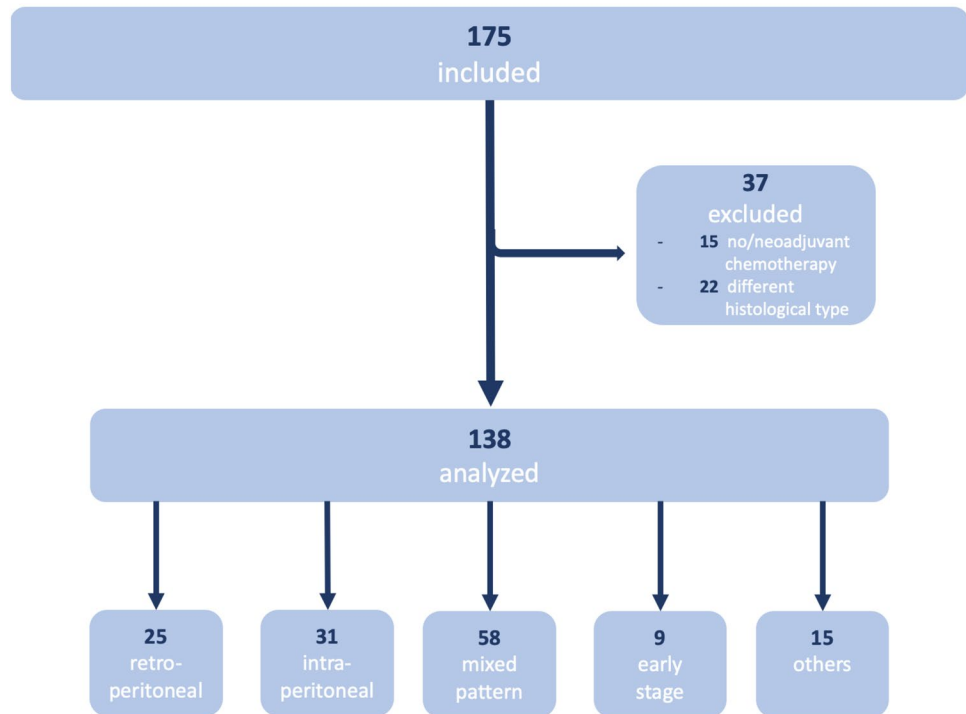 175
included
37
excluded
- 15 no/neoadjuvant
chemotherapy
- 22 different
histological type
138
analyzed
25
retro-
peritoneal
31
intra-
peritoneal
58
mixed
pattern
9
early
stage
15
others